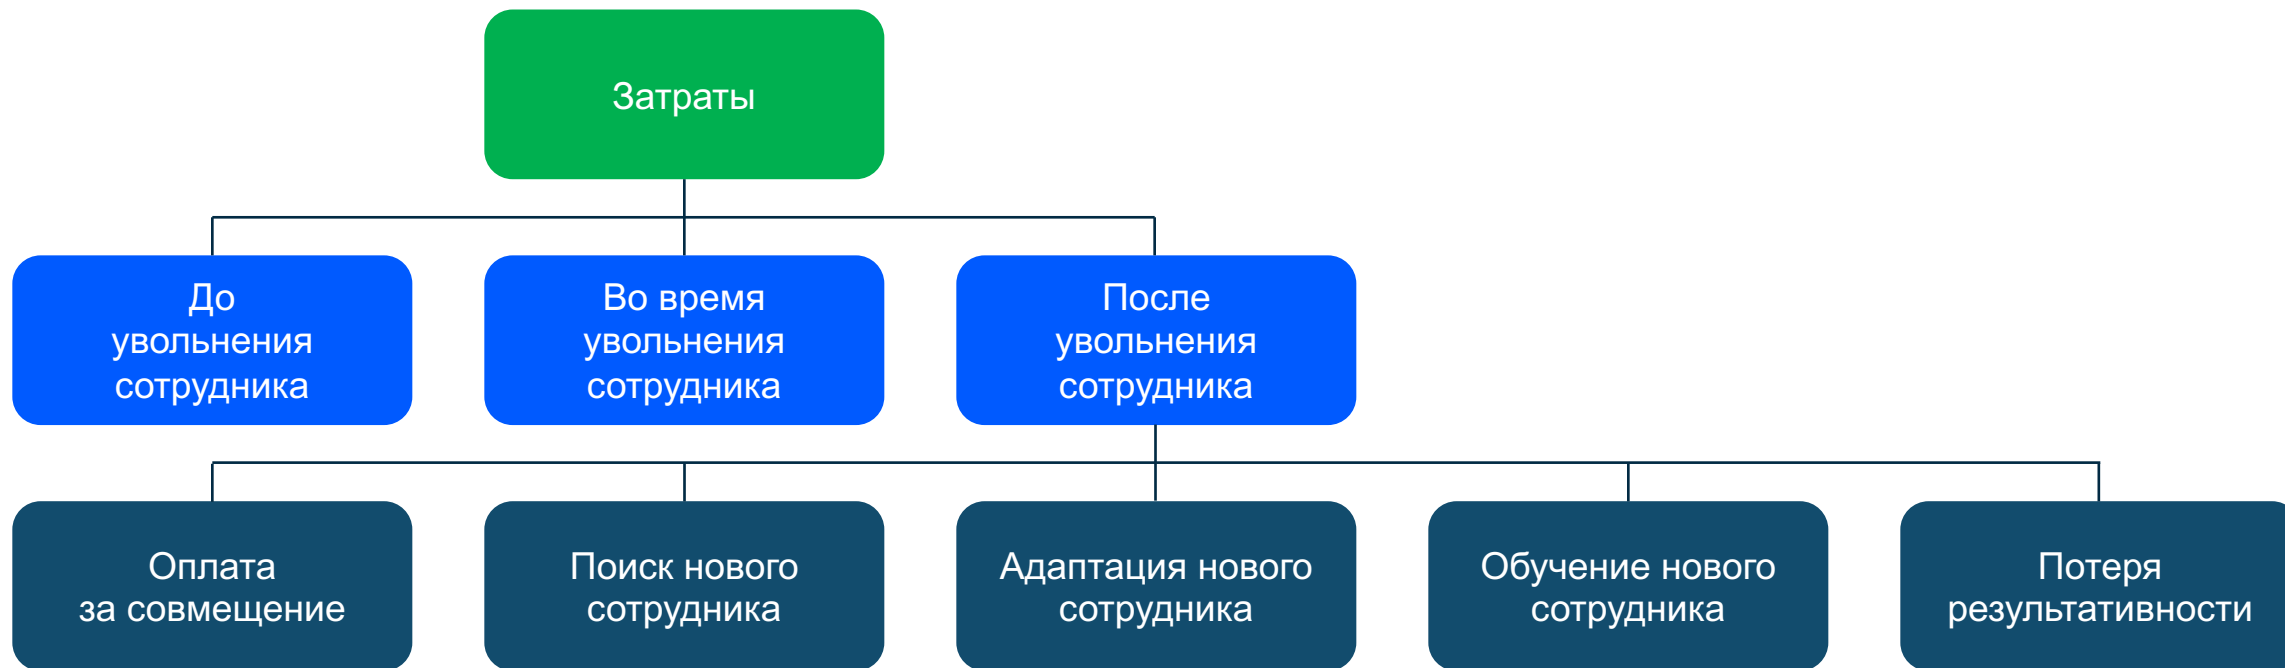 Затраты
До
увольнения
сотрудника
Во время
увольнения
сотрудника
После
увольнения
сотрудника
Оплата
за совмещение
Поиск нового
сотрудника
Адаптация нового
сотрудника
Обучение нового
сотрудника
Потеря
результативности